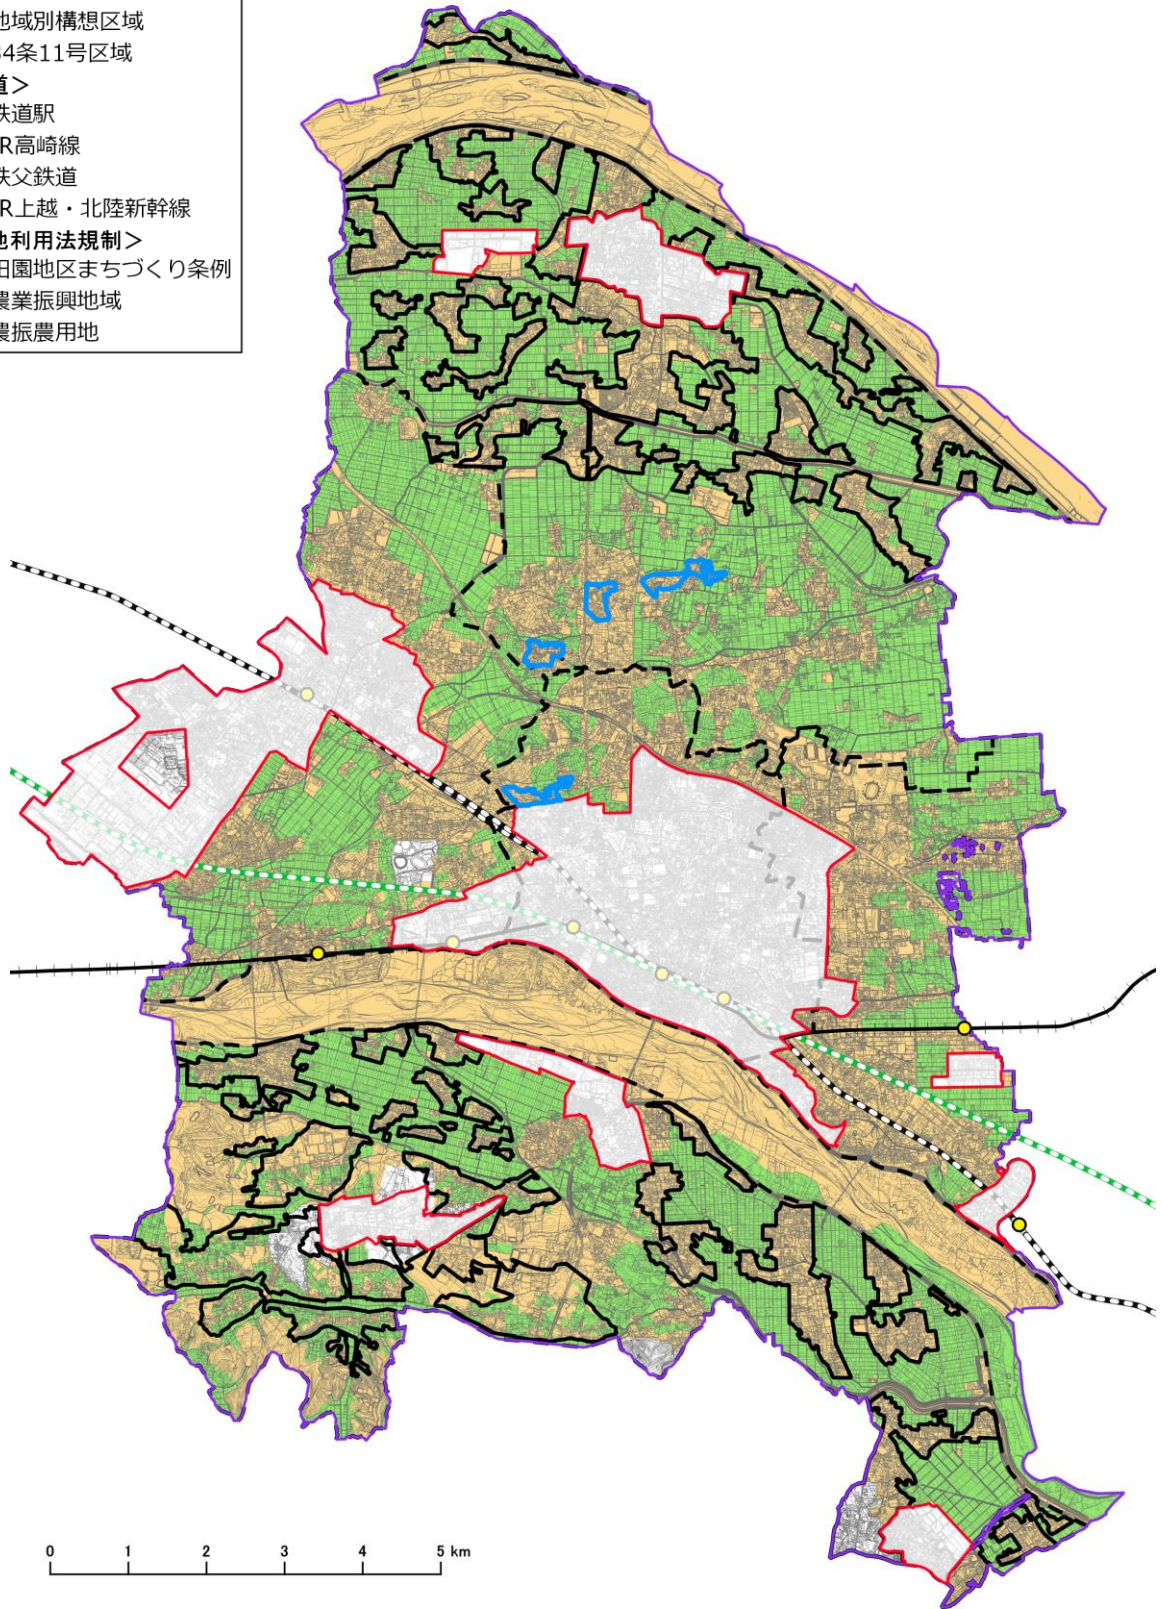 地域別構想区域
34条11号区域
道＞
鉄道駅
R高崎線
秩父鉄道
R上越・北陸新幹線
地利用法規制＞
田園地区まちづくり条例
農業振興地域
農振農用地
0 1 2 3 4 5 km